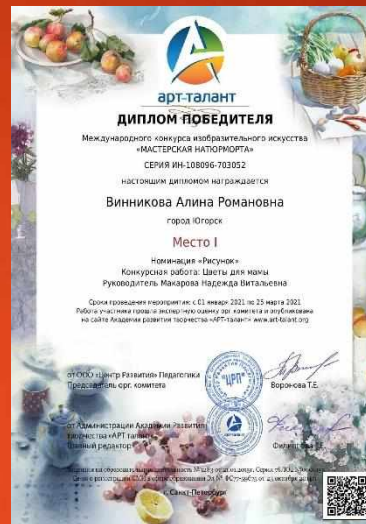 арт-талант
ДИПЛОМ ПОБЕДИТЕЛЯ
Международного конкурса изобразительного искусства
«МАСТЕРСКАЯ НАТЮРМОРТА»
СЕРИЯ ИН-108096-703052
настоящим дипломом награждается
Винникова Алина Романовна
город Югорск
Место I
Номинация «Рисунок»
Конкурсная работа: Цветы для мамы
Руководитель Макарова Надежда Витальевна
Сроки проведения мероприятия: с 01 января 2021 по 25 марта 2021
Работа участника прошла экспертную оценку орг комитета и опубликована
на сайте Академии развития творчества «АРТ-талант» www.art-talant.org
от ООО «Центр Развития Педагогики
Председатель орг. комитета
"ЦРП"
Воронова Т.Е.
от Администрации Академии Развития
творчества «АРТ талант»
Главный редактор
г. Санкт-Петербург